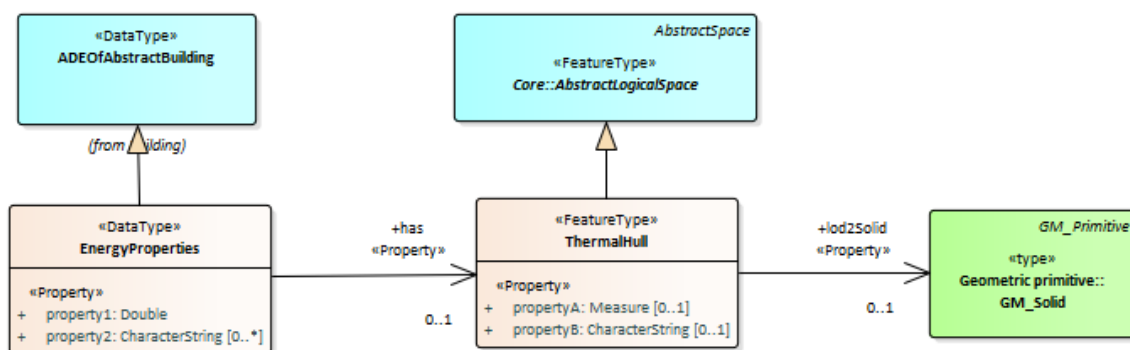 «DataType»
ADEOfAbstractBuilding
(from
ilding)
AbstractSpace
«FeatureType»
Core::AbstractLogicalSpace
«DataType»
EnergyProperties
«Property»
+ property1: Double
+ property2: CharacterString [0..*]
+has
«Property»
0..1
«FeatureType»
ThermalHull
«Property»
+ propertyA: Measure [0..1]
+ propertyB: CharacterString [0..1]
+lod2Solid
«Property»
0..1
GM_Primitive
«type»
Geometric primitive::
GM_Solid